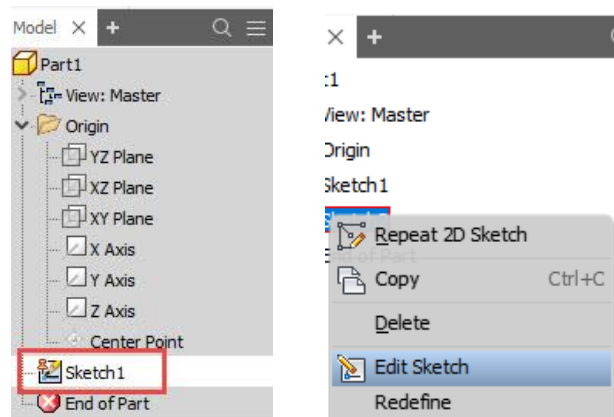 Model
Part1
View: Master
Origin
YZ Plane
XZ Plane
XY Plane
X Axis
Y Axis
Z Axis
Center Point
Sketch1
End of Part
:1
View: Master
Origin
Sketch1
Repeat 2D Sketch
Copy Ctrl+C
Delete
Edit Sketch
Redefine